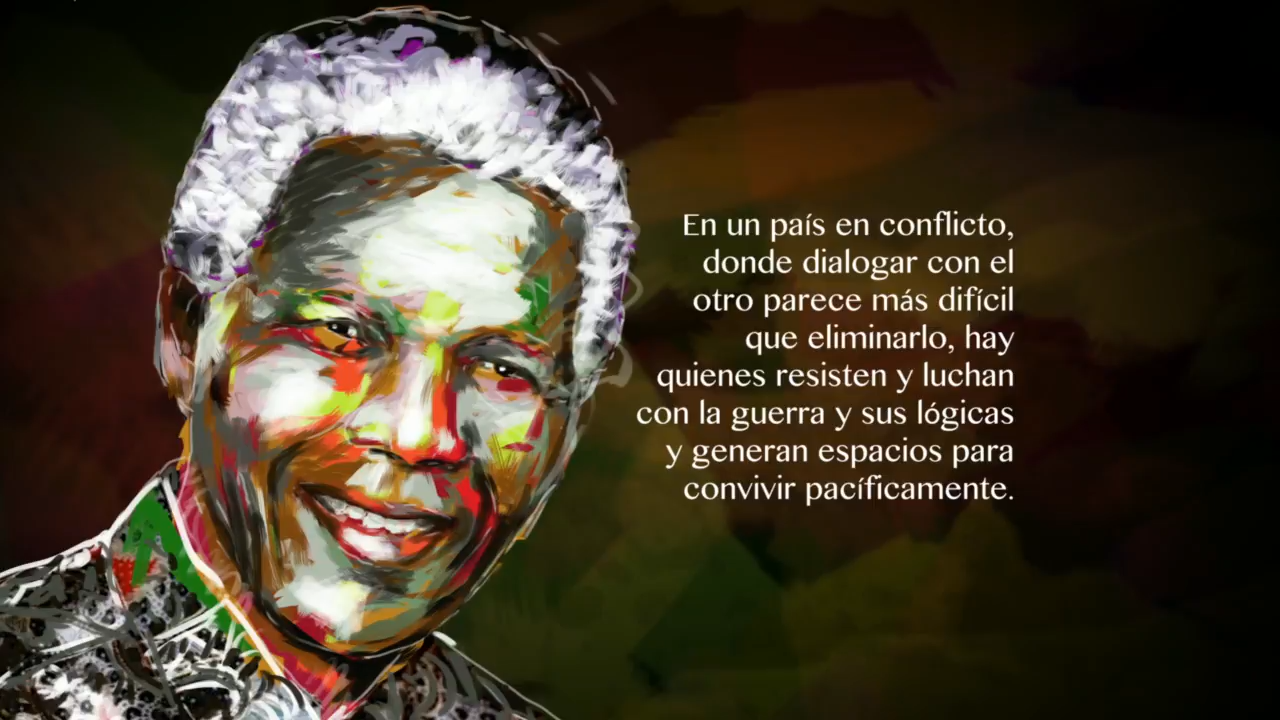 En un país en conflicto,
donde dialogar con el
otro parece más difícil
que eliminarlo, hay
quienes resisten y luchan
con la guerra y sus lógicas
y generan espacios para
convivir pacíficamente.